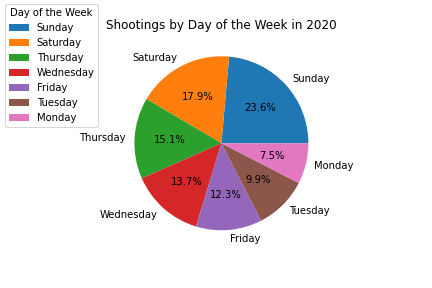 Shootings by Day of the Week in 2020
Day of the Week
Sunday
Saturday
Thursday
Wednesday
Friday
Tuesday
Monday
Sunday
23.6%
Saturday
17.9%
Thursday
15.1%
Wednesday
13.7%
Friday
12.3%
Tuesday
9.9%
Monday
7.5%